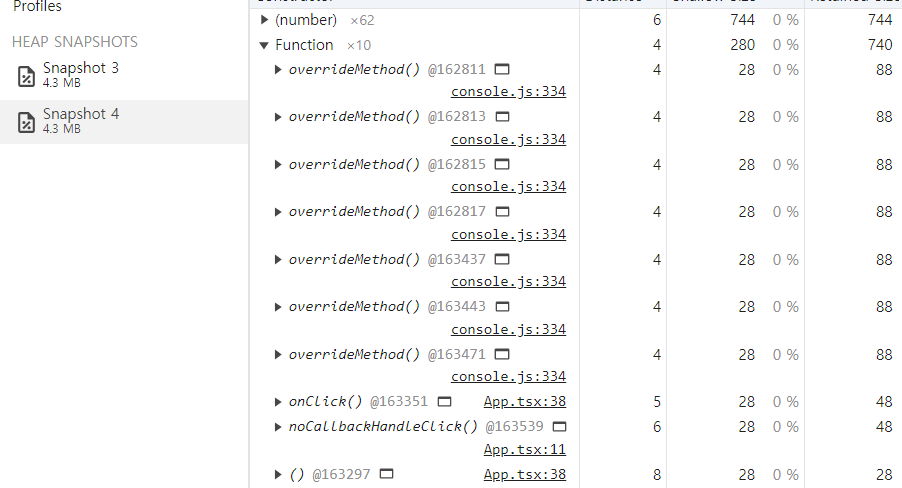 Profiles
HEAP SNAPSHOTS
Snapshot 3
4.3 MB
Snapshot 4
4.3 MB
(number) ×62 6 744 0 % 744
Function ×10 4 280 0 % 740
overrideMethod() @162811 4 28 0 % 88
console.js:334
overrideMethod() @162813 4 28 0 % 88
console.js:334
overrideMethod() @162815 4 28 0 % 88
console.js:334
overrideMethod() @162817 4 28 0 % 88
console.js:334
overrideMethod() @163437 4 28 0 % 88
console.js:334
overrideMethod() @163443 4 28 0 % 88
console.js:334
overrideMethod() @163471 4 28 0 % 88
console.js:334
onClick() @163351 App.tsx:38 5 28 0 % 48
noCallbackHandleClick() @163539 6 28 0 % 48
App.tsx:11
() @163297 App.tsx:38 8 28 0 % 28